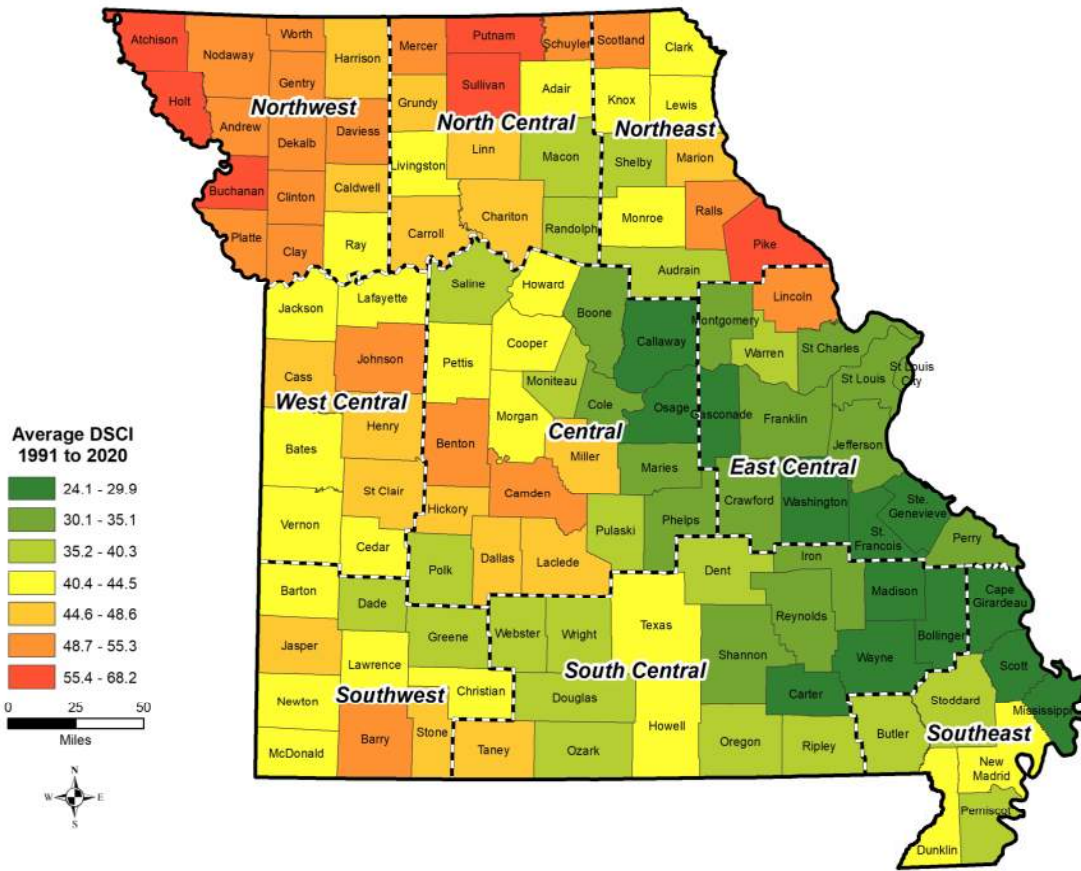 Atchison
Nodaway
Worth
Harrison
Mercer
Putnam
Schuyler
Scotland
Clark
Gentry
Holt
Northwest
Sullivan
Adair
Knox
Lewis
Grundy
North Central
Northeast
Andrew
Daviess
Dekalb
Linn
Macon
Shelby
Marion
Livingston
Buchanan
Clinton
Caldwell
Chariton
Monroe
Ralls
Randolph
Platte
Clay
Ray
Carroll
Pike
Audrain
Saline
Howard
Lincoln
Jackson
Lafayette
Boone
Montgomery
Callaway
Cooper
Warren
St Charles
Johnson
Pettis
St Louis
St Louis
City
Cass
Moniteau
West Central
Cole
Osage
Gasconade
Franklin
Morgan
Henry
Central
Jefferson
Average DSCI
1991 to 2020
Bates
Benton
Miller
Maries
East Central
24.1 - 29.9
St Clair
Camden
Crawford
Washington
Ste.
Genevieve
30.1 - 35.1
Vernon
Hickory
Pulaski
Phelps
St.
Francois
Perry
35.2 - 40.3
Cedar
Polk
Dallas
Laclede
Dent
Iron
40.4 - 44.5
Barton
Dade
Madison
Cape
Girardeau
44.6 - 48.6
Greene
Webster
Wright
Texas
Reynolds
Bollinger
48.7 - 55.3
Jasper
Lawrence
Shannon
Wayne
Scott
55.4 - 68.2
South Central
0 25 50
Miles
Newton
Southwest
Christian
Douglas
Carter
Stoddard
Mississippi
Howell
Southeast
McDonald
Barry
Stone
Taney
Ozark
Oregon
Ripley
Butler
New
Madrid
Pemiscot
Dunklin
N
W E
S